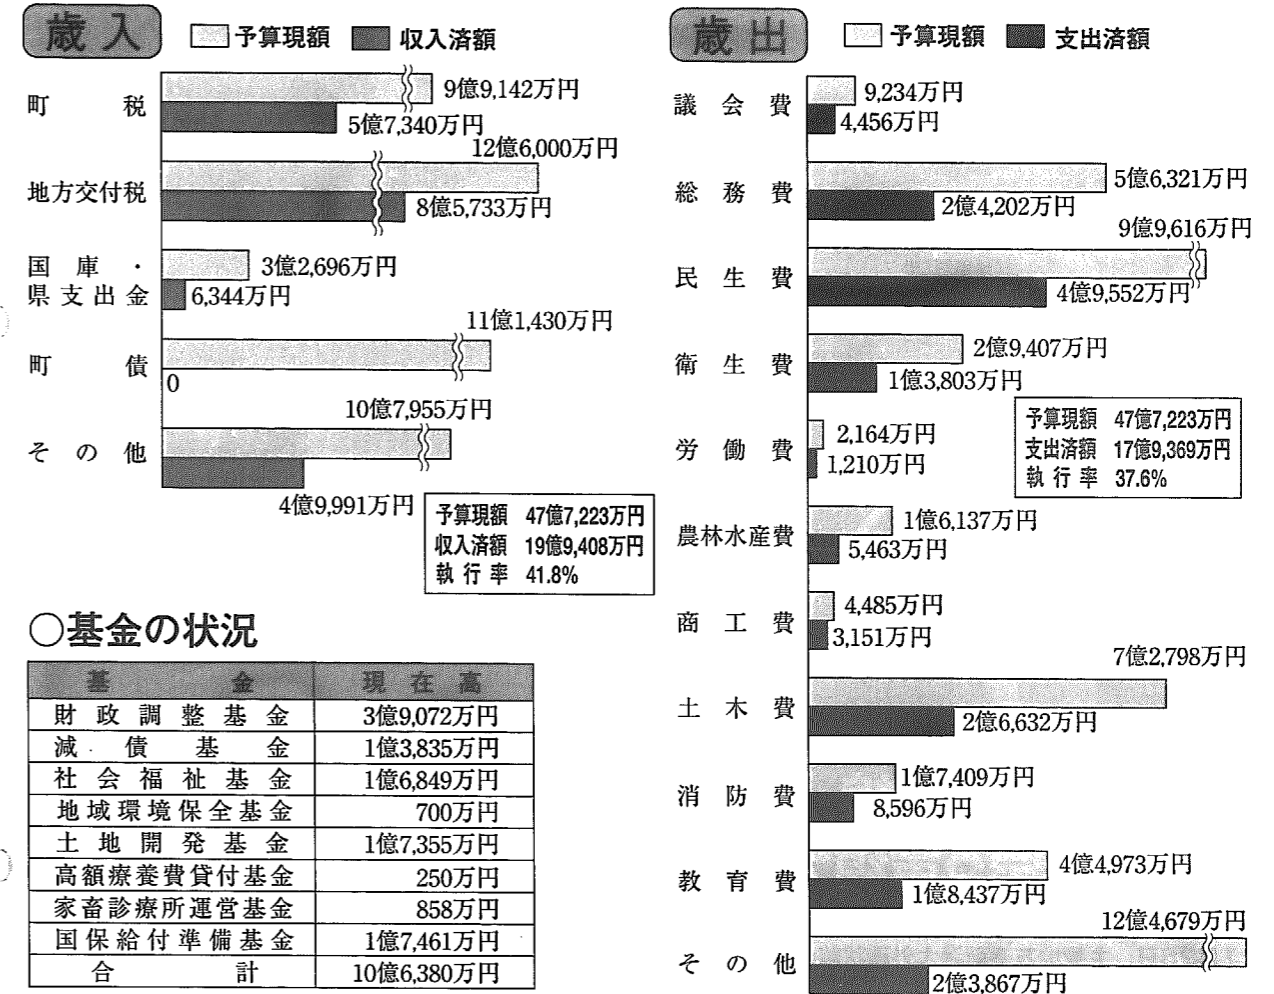 歳入
予算現額 収入済額
町税
9億9,142万円
5億7,340万円
地方交付税
12億6,000万円
8億5,733万円
国庫・
県支出金
3億2,696万円
6,344万円
町債
11億1,430万円
0
その他
10億7,955万円
4億9,991万円
予算現額 47億7,223万円
収入済額 19億9,408万円
執行率 41.8%
○基金の状況
基金 現在高
財政調整基金 3億9,072万円
減債基金 1億3,835万円
社会福祉基金 1億6,849万円
地域環境保全基金 700万円
土地開発基金 1億7,355万円
高額療養費貸付基金 250万円
家畜診療所運営基金 858万円
国保給付準備基金 1億7,461万円
合計 10億6,380万円
歳出
予算現額 支出済額
議会費
9,234万円
4,456万円
総務費
5億6,321万円
2億4,202万円
民生費
9億9,616万円
4億9,552万円
衛生費
2億9,407万円
1億3,803万円
労働費
2,164万円
1,210万円
予算現額 47億7,223万円
支出済額 17億9,369万円
執行率 37.6%
農林水産費
1億6,137万円
5,463万円
商工費
4,485万円
3,151万円
土木費
7億2,798万円
2億6,632万円
消防費
1億7,409万円
8,596万円
教育費
4億4,973万円
1億8,437万円
その他
12億4,679万円
2億3,867万円